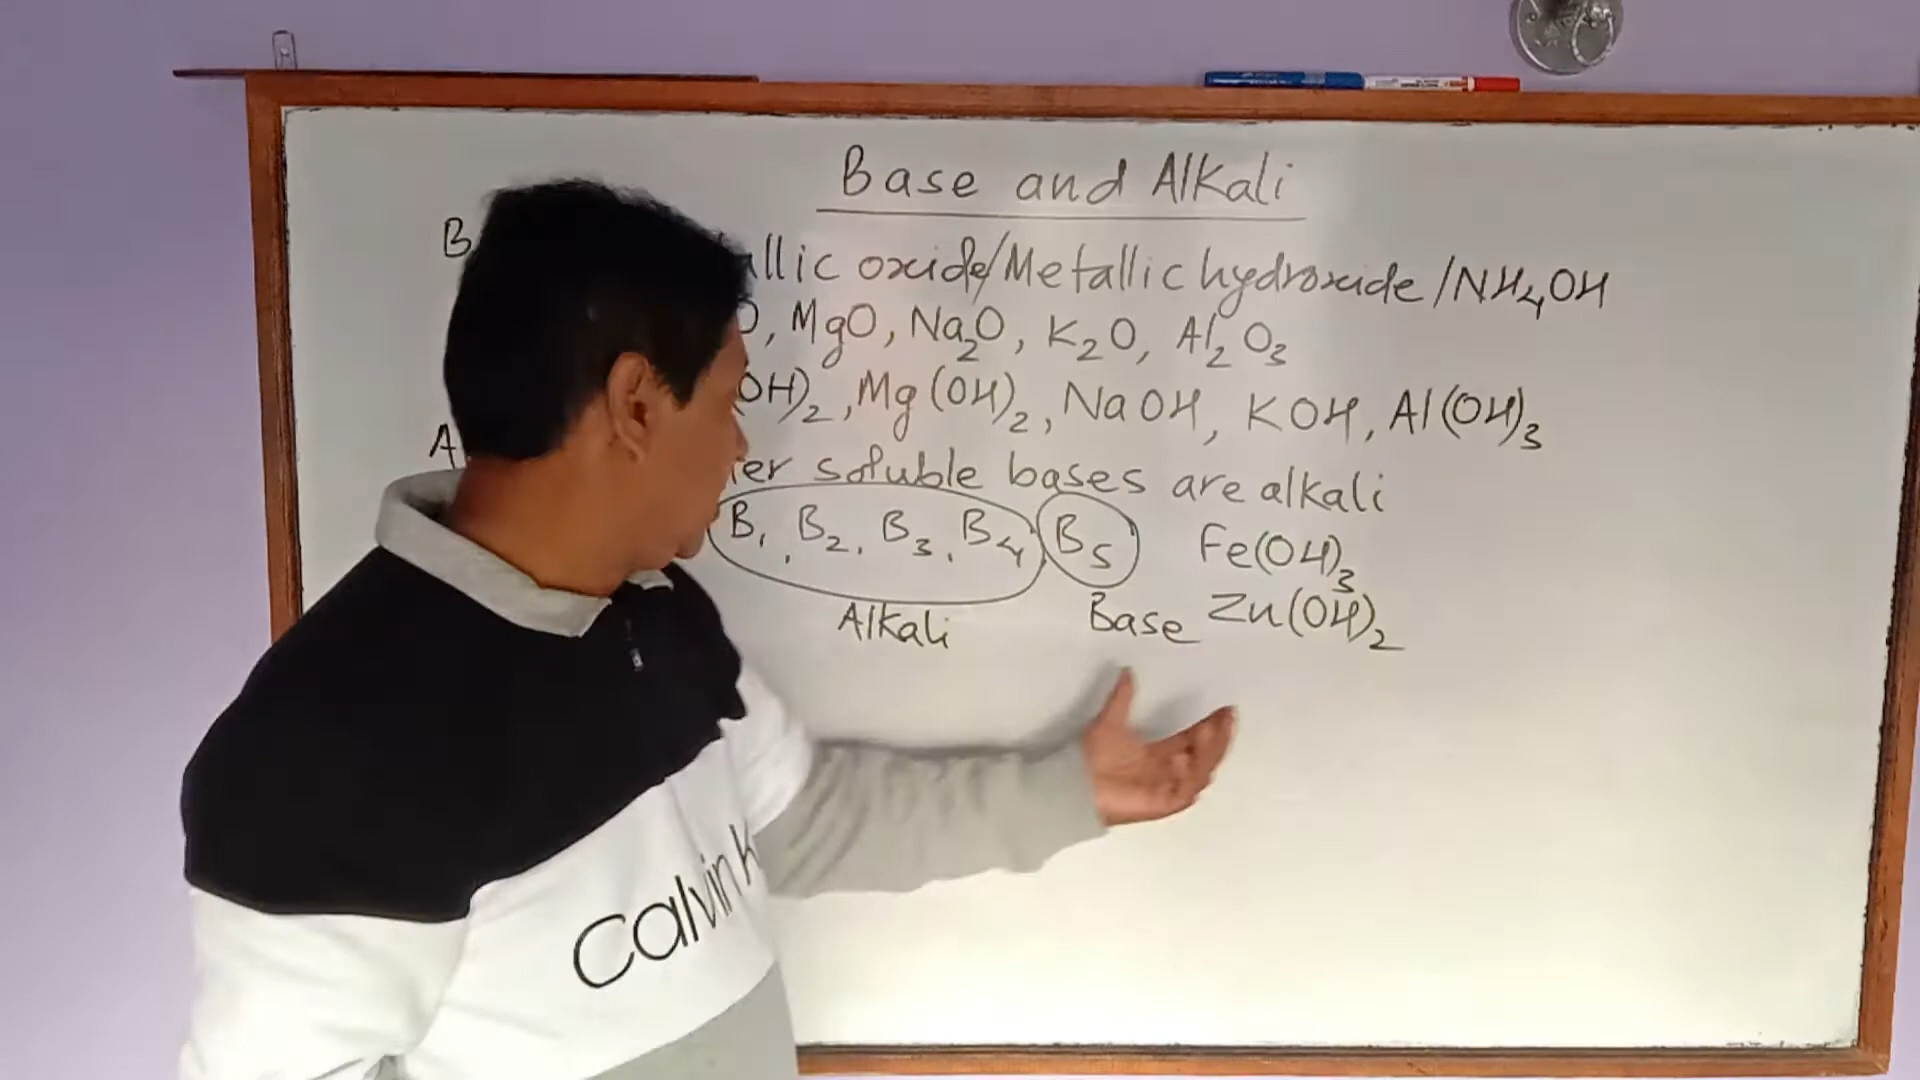 Base and Alkali
B allic oxide/Metallic hydroxide/NH₄OH
O, MgO, Na₂O, K₂O, Al₂O₃
(OH)₂, Mg(OH)₂, NaOH, KOH, Al(OH)₃
A ter soluble bases are alkali
B₁, B₂, B₃, B₄, B₅ Fe(OH)₃
Alkali Base Zn(OH)₂
Calvin K